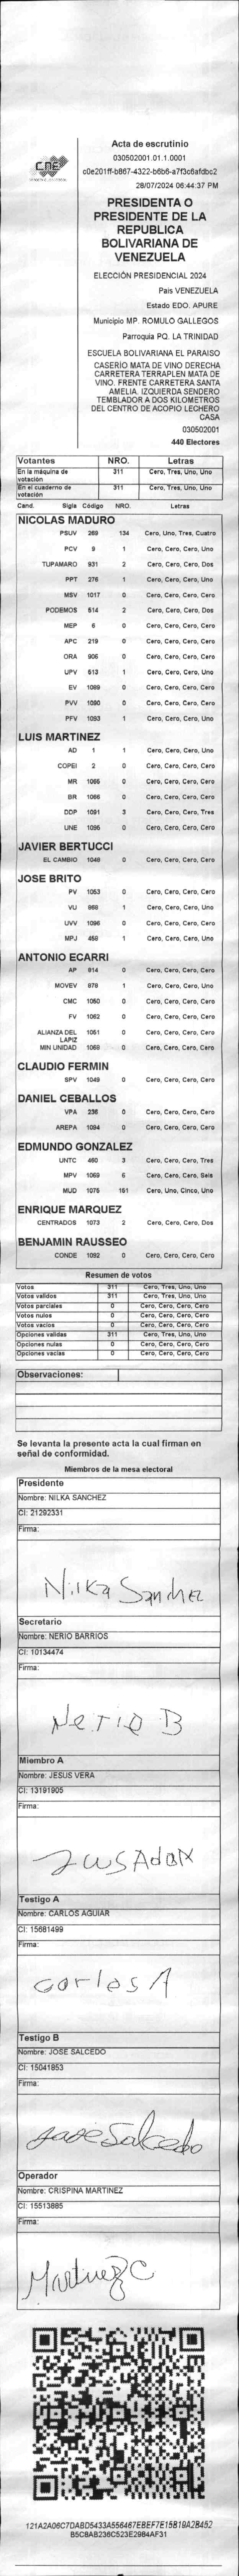 CNE
Acta de escrutinio
030502001.01.1.0001
c0e201ff-b867-4322-b6b6-a7f3c6afdbc2
28/07/2024 06:44:37 PM
PRESIDENTA O
PRESIDENTE DE LA
REPUBLICA
BOLIVARIANA DE
VENEZUELA
ELECCIÓN PRESIDENCIAL 2024
País VENEZUELA
Estado EDO. APURE
Municipio MP. ROMULO GALLEGOS
Parroquia PQ. LA TRINIDAD
ESCUELA BOLIVARIANA EL PARAISO
CASERIO MATA DE VINO DERECHA
CARRETERA TERRAPLEN MATA DE
VINO. FRENTE CARRETERA SANTA
AMELIA. IZQUIERDA SENDERO
TEMBLADOR A DOS KILOMETROS
DEL CENTRO DE ACOPIO LECHERO
CASA
030502001
440 Electores
Votantes NRO. Letras
En la máquina de votación 311 Cero, Tres, Uno, Uno
En el cuaderno de votación 311 Cero, Tres, Uno, Uno
Cand. Sigla Código NRO. Letras
NICOLAS MADURO
PSUV 269 134 Cero, Uno, Tres, Cuatro
PCV 9 1 Cero, Cero, Cero, Uno
TUPAMARO 931 2 Cero, Cero, Cero, Dos
PPT 276 1 Cero, Cero, Cero, Uno
MSV 1017 0 Cero, Cero, Cero, Cero
PODEMOS 514 2 Cero, Cero, Cero, Dos
MEP 6 0 Cero, Cero, Cero, Cero
APC 219 0 Cero, Cero, Cero, Cero
ORA 906 0 Cero, Cero, Cero, Cero
UPV 513 1 Cero, Cero, Cero, Uno
EV 1089 0 Cero, Cero, Cero, Cero
PVV 1090 0 Cero, Cero, Cero, Cero
PFV 1093 1 Cero, Cero, Cero, Uno
LUIS MARTINEZ
AD 1 1 Cero, Cero, Cero, Uno
COPEI 2 0 Cero, Cero, Cero, Cero
MR 1065 0 Cero, Cero, Cero, Cero
BR 1066 0 Cero, Cero, Cero, Cero
DDP 1091 3 Cero, Cero, Cero, Tres
UNE 1095 0 Cero, Cero, Cero, Cero
JAVIER BERTUCCI
EL CAMBIO 1048 0 Cero, Cero, Cero, Cero
JOSE BRITO
PV 1053 0 Cero, Cero, Cero, Cero
VU 868 1 Cero, Cero, Cero, Uno
UVV 1096 0 Cero, Cero, Cero, Cero
MPJ 458 1 Cero, Cero, Cero, Uno
ANTONIO ECARRI
AP 814 0 Cero, Cero, Cero, Cero
MOVEV 878 1 Cero, Cero, Cero, Uno
CMC 1050 0 Cero, Cero, Cero, Cero
FV 1062 0 Cero, Cero, Cero, Cero
ALIANZA DEL LAPIZ 1051 0 Cero, Cero, Cero, Cero
MIN UNIDAD 1068 0 Cero, Cero, Cero, Cero
CLAUDIO FERMIN
SPV 1049 0 Cero, Cero, Cero, Cero
DANIEL CEBALLOS
VPA 236 0 Cero, Cero, Cero, Cero
AREPA 1094 0 Cero, Cero, Cero, Cero
EDMUNDO GONZALEZ
UNTC 460 3 Cero, Cero, Cero, Tres
MPV 1069 6 Cero, Cero, Cero, Seis
MUD 1075 151 Cero, Uno, Cinco, Uno
ENRIQUE MARQUEZ
CENTRADOS 1073 2 Cero, Cero, Cero, Dos
BENJAMIN RAUSSEO
CONDE 1092 0 Cero, Cero, Cero, Cero
Resumen de votos
Votos 311 Cero, Tres, Uno, Uno
Votos validos 311 Cero, Tres, Uno, Uno
Votos parciales 0 Cero, Cero, Cero, Cero
Votos nulos 0 Cero, Cero, Cero, Cero
Votos vacios 0 Cero, Cero, Cero, Cero
Opciones validas 311 Cero, Tres, Uno, Uno
Opciones nulas 0 Cero, Cero, Cero, Cero
Opciones vacias 0 Cero, Cero, Cero, Cero
Observaciones:
Se levanta la presente acta la cual firman en
señal de conformidad.
Miembros de la mesa electoral
Presidente
Nombre: NILKA SANCHEZ
CI: 21292331
Firma:
Nilka Sanchez
Secretario
Nombre: NERIO BARRIOS
CI: 10134474
Firma:
Nerio B
Miembro A
Nombre: JESUS VERA
CI: 13191905
Firma:
Testigo A
Nombre: CARLOS AGUIAR
CI: 15681499
Firma:
Carlos A
Testigo B
Nombre: JOSE SALCEDO
CI: 15041853
Firma:
Jose Salcedo
Operador
Nombre: CRISPINA MARTINEZ
CI: 15513885
Firma:
Martinez C
121A2A06C7DABD5433A556467EBEF7E15B19A2B452
B5C8AB236C523E2984AF31